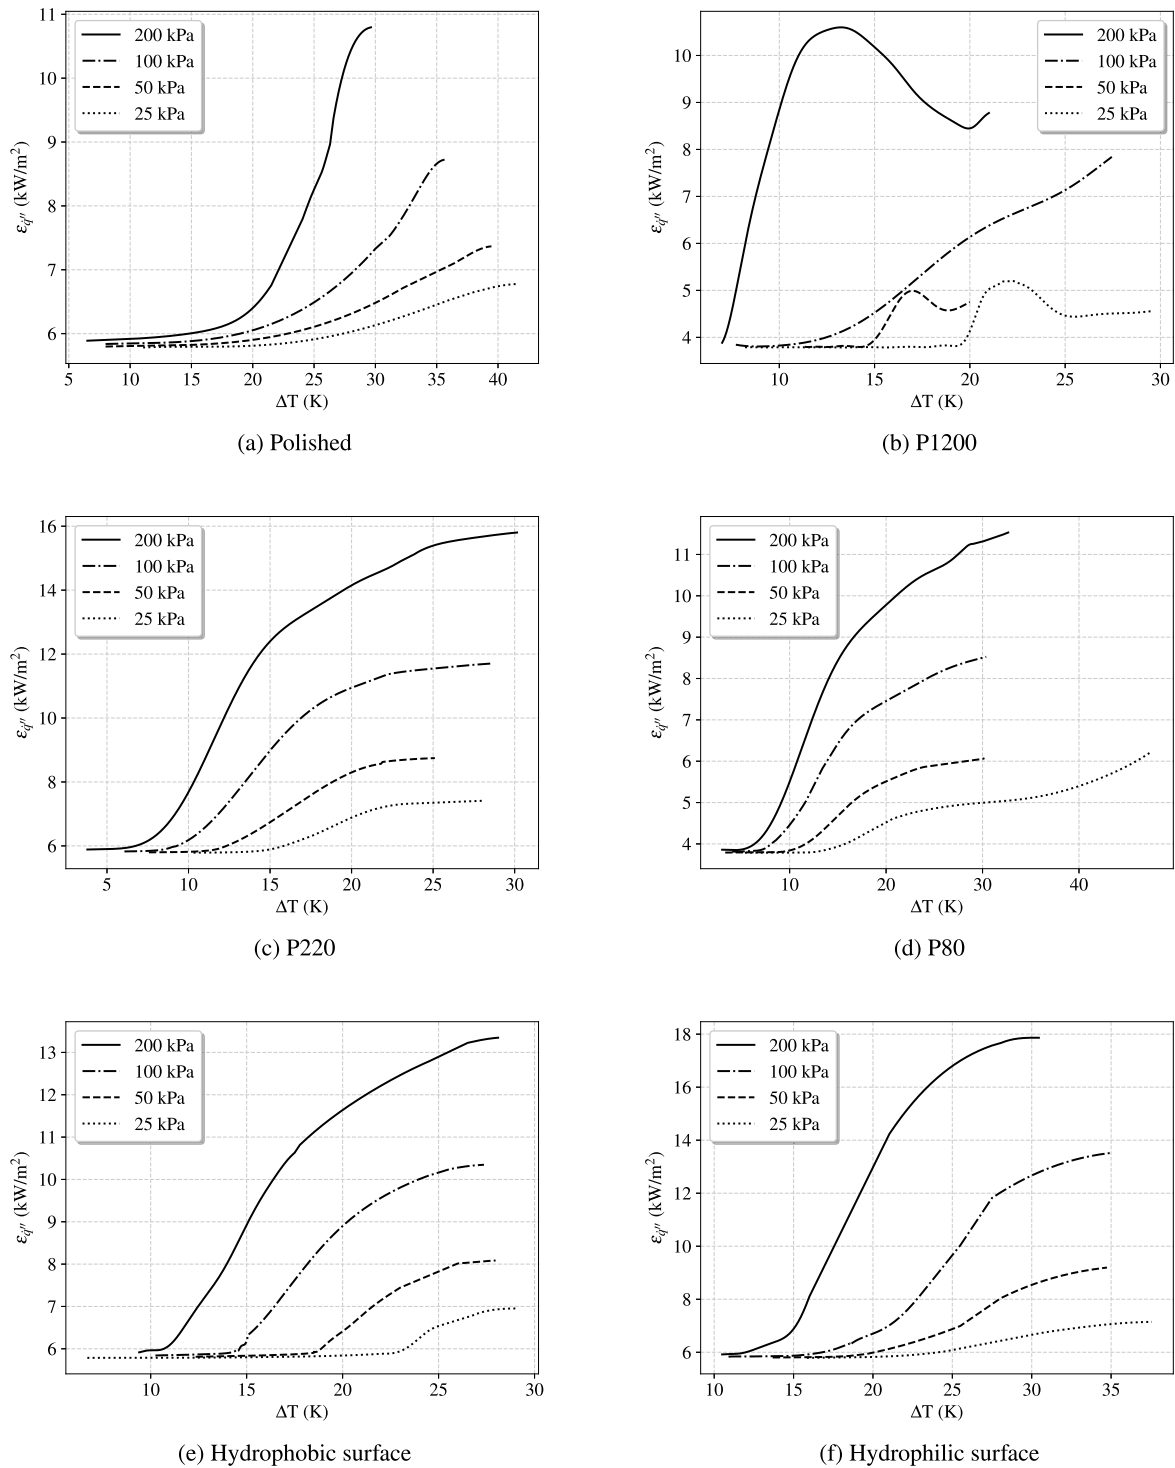 11
10
9
8
7
6
5 10 15 20 25 30 35 40
ε_q̇″ (kW/m²)
ΔT (K)
200 kPa
100 kPa
50 kPa
25 kPa
(a) Polished
10
9
8
7
6
5
4
10 15 20 25 30
ε_q̇″ (kW/m²)
ΔT (K)
200 kPa
100 kPa
50 kPa
25 kPa
(b) P1200
16
14
12
10
8
6
5 10 15 20 25 30
ε_q̇″ (kW/m²)
ΔT (K)
200 kPa
100 kPa
50 kPa
25 kPa
(c) P220
11
10
9
8
7
6
5
4
10 20 30 40
ε_q̇″ (kW/m²)
ΔT (K)
200 kPa
100 kPa
50 kPa
25 kPa
(d) P80
13
12
11
10
9
8
7
6
10 15 20 25 30
ε_q̇″ (kW/m²)
ΔT (K)
200 kPa
100 kPa
50 kPa
25 kPa
(e) Hydrophobic surface
18
16
14
12
10
8
6
10 15 20 25 30 35
ε_q̇″ (kW/m²)
ΔT (K)
200 kPa
100 kPa
50 kPa
25 kPa
(f) Hydrophilic surface